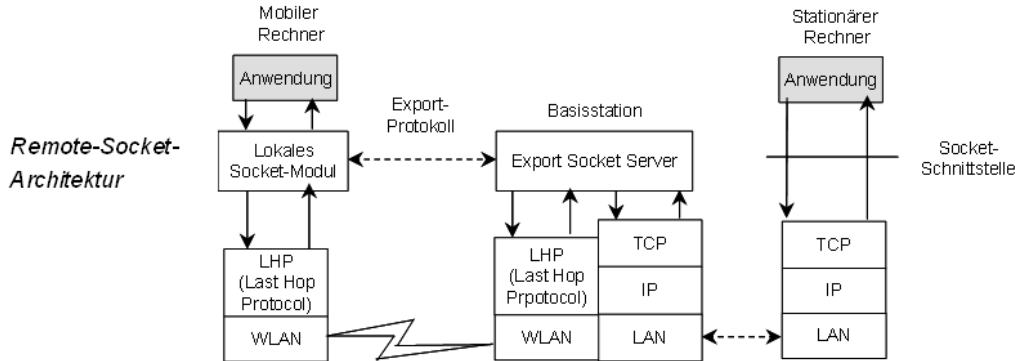 Mobiler
Rechner
Stationärer
Rechner
Anwendung
Anwendung
Export-
Protokoll
Basisstation
Remote-Socket-
Architektur
Lokales
Socket-Modul
Export Socket Server
Socket-
Schnittstelle
LHP
(Last Hop
Protocol)
WLAN
LHP
(Last Hop
Prpotocol)
WLAN
TCP
IP
LAN
TCP
IP
LAN